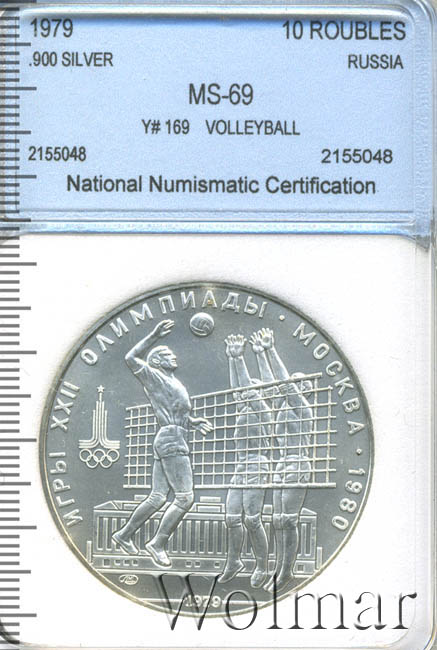 1979 10 ROUBLES
.900 SILVER RUSSIA
MS-69
Y# 169 VOLLEYBALL
2155048 2155048
National Numismatic Certification
ИГРЫ XXII ОЛИМПИАДЫ · МОСКВА · 1980
1979
Wolmar